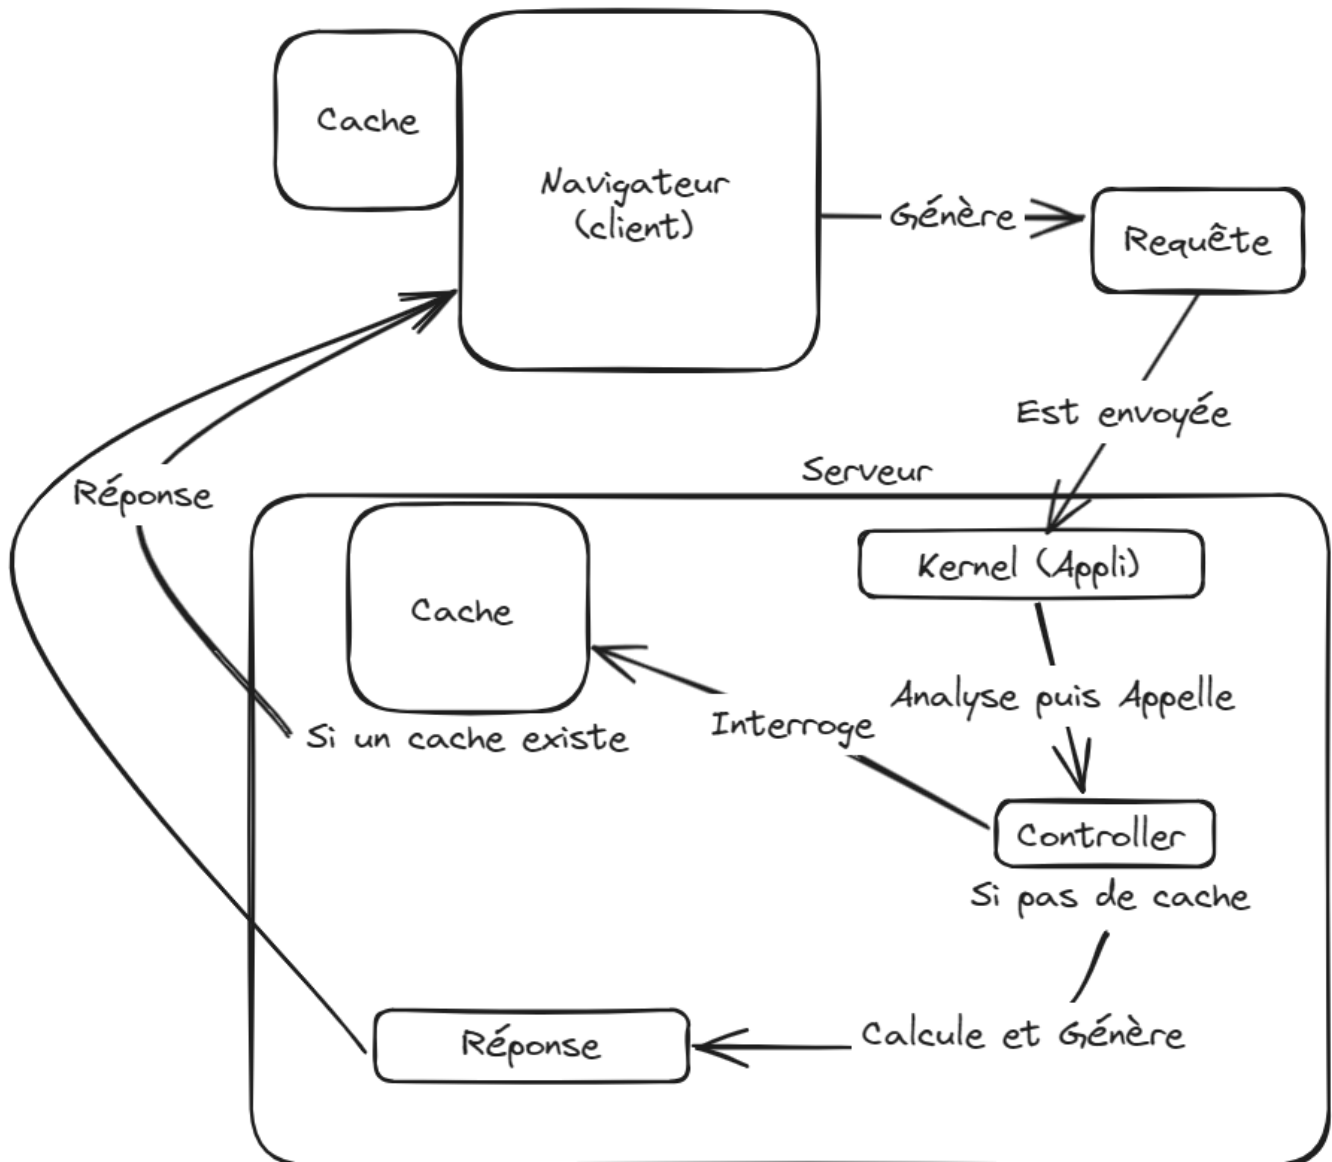 Cache
Navigateur
(client)
Génère
Requête
Est envoyée
Serveur
Réponse
Kernel (Appli)
Cache
Analyse puis Appelle
Interroge
Si un cache existe
Controller
Si pas de cache
Calcule et Génère
Réponse